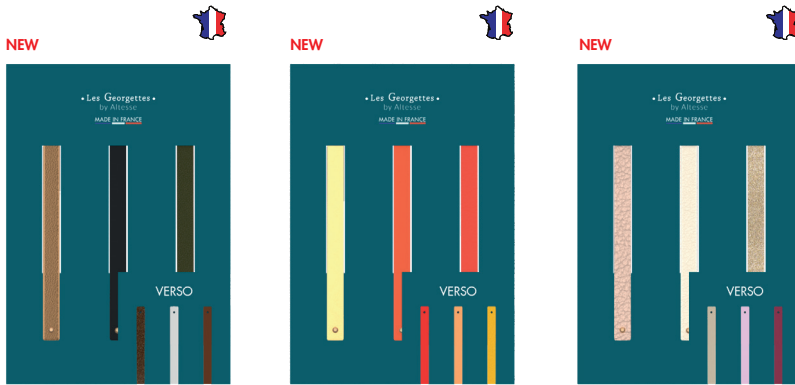 NEW
NEW
NEW
• Les Georgettes •
by Altesse
MADE IN FRANCE
VERSO
• Les Georgettes •
by Altesse
MADE IN FRANCE
VERSO
• Les Georgettes •
by Altesse
MADE IN FRANCE
VERSO